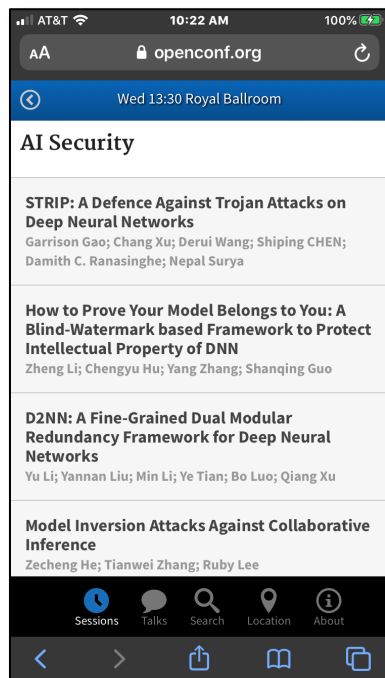 AT&T 10:22 AM 100%
AA openconf.org
Wed 13:30 Royal Ballroom
AI Security
STRIP: A Defence Against Trojan Attacks on
Deep Neural Networks
Garrison Gao; Chang Xu; Derui Wang; Shiping CHEN;
Damith C. Ranasinghe; Nepal Surya
How to Prove Your Model Belongs to You: A
Blind-Watermark based Framework to Protect
Intellectual Property of DNN
Zheng Li; Chengyu Hu; Yang Zhang; Shanqing Guo
D2NN: A Fine-Grained Dual Modular
Redundancy Framework for Deep Neural
Networks
Yu Li; Yannan Liu; Min Li; Ye Tian; Bo Luo; Qiang Xu
Model Inversion Attacks Against Collaborative
Inference
Zecheng He; Tianwei Zhang; Ruby Lee
Sessions Talks Search Location About